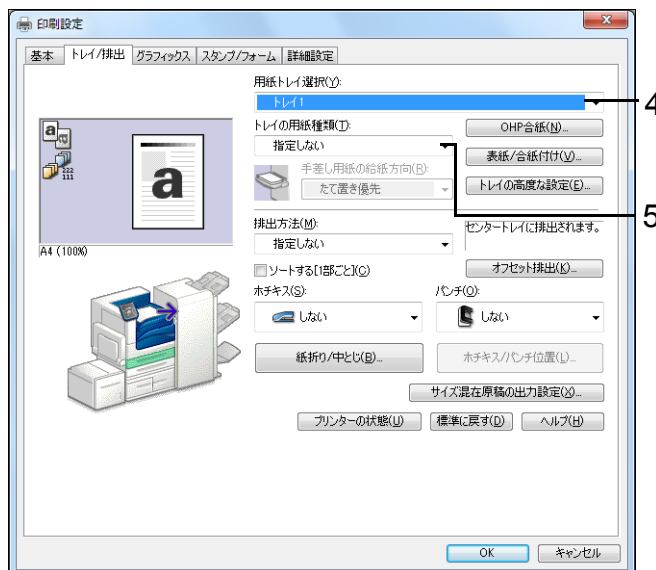 印刷設定
基本 トレイ/排出 グラフィックス スタンプ/フォーム 詳細設定
用紙トレイ選択(Y):
トレイ1
4
トレイの用紙種類(T):
指定しない
OHP合紙(N)...
手差し用紙の給紙方向(R):
表紙/合紙付け(V)...
たて置き優先
トレイの高度な設定(E)...
5
a
a
222
111
a
A4 (100%)
排出方法(M):
指定しない
センタートレイに排出されます。
ソートする[1部ごと](C)
オフセット排出(K)...
ホチキス(S):
パンチ(O):
しない
しない
紙折り/中とじ(B)...
ホチキス/パンチ位置(L)...
サイズ混在原稿の出力設定(X)...
プリンターの状態(U) 標準に戻す(D) ヘルプ(H)
OK キャンセル